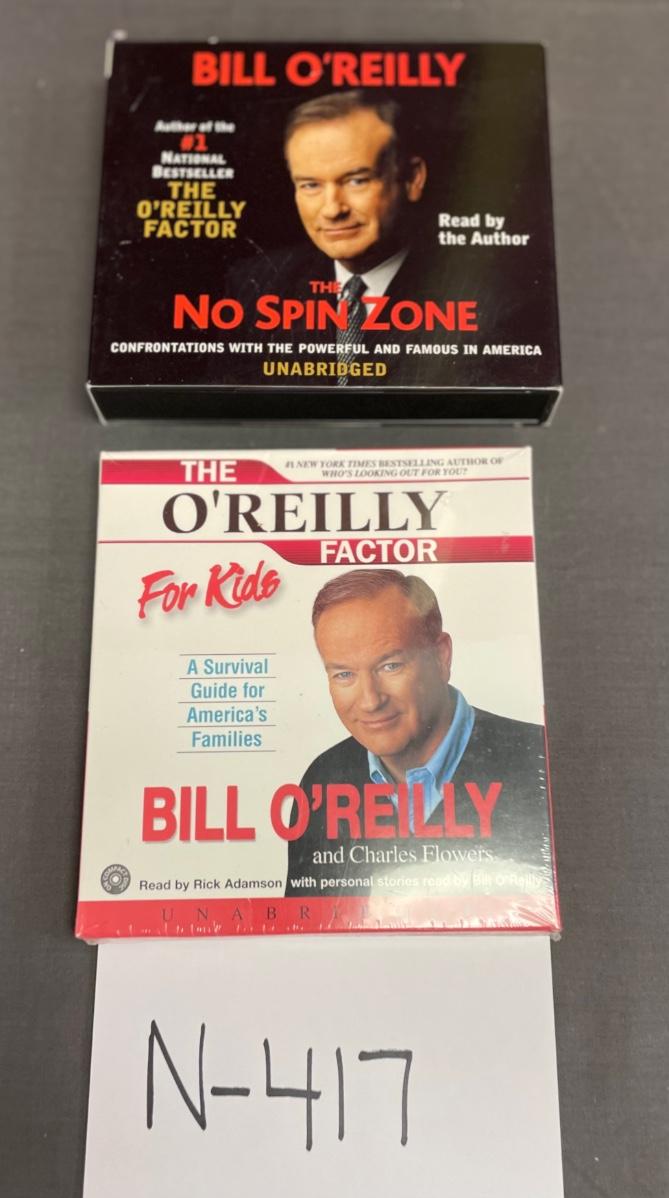 BILL O'REILLY
Author of the
#1
NATIONAL
BESTSELLER
THE
O'REILLY
FACTOR
Read by
the Author
THE
NO SPIN ZONE
CONFRONTATIONS WITH THE POWERFUL AND FAMOUS IN AMERICA
UNABRIDGED
THE
#1 NEW YORK TIMES BESTSELLING AUTHOR OF
WHO'S LOOKING OUT FOR YOU?
O'REILLY
FACTOR
For Kids
A Survival
Guide for
America's
Families
BILL O'REILLY
and Charles Flowers
Read by Rick Adamson with personal stories read by Bill O'Reilly
N-417